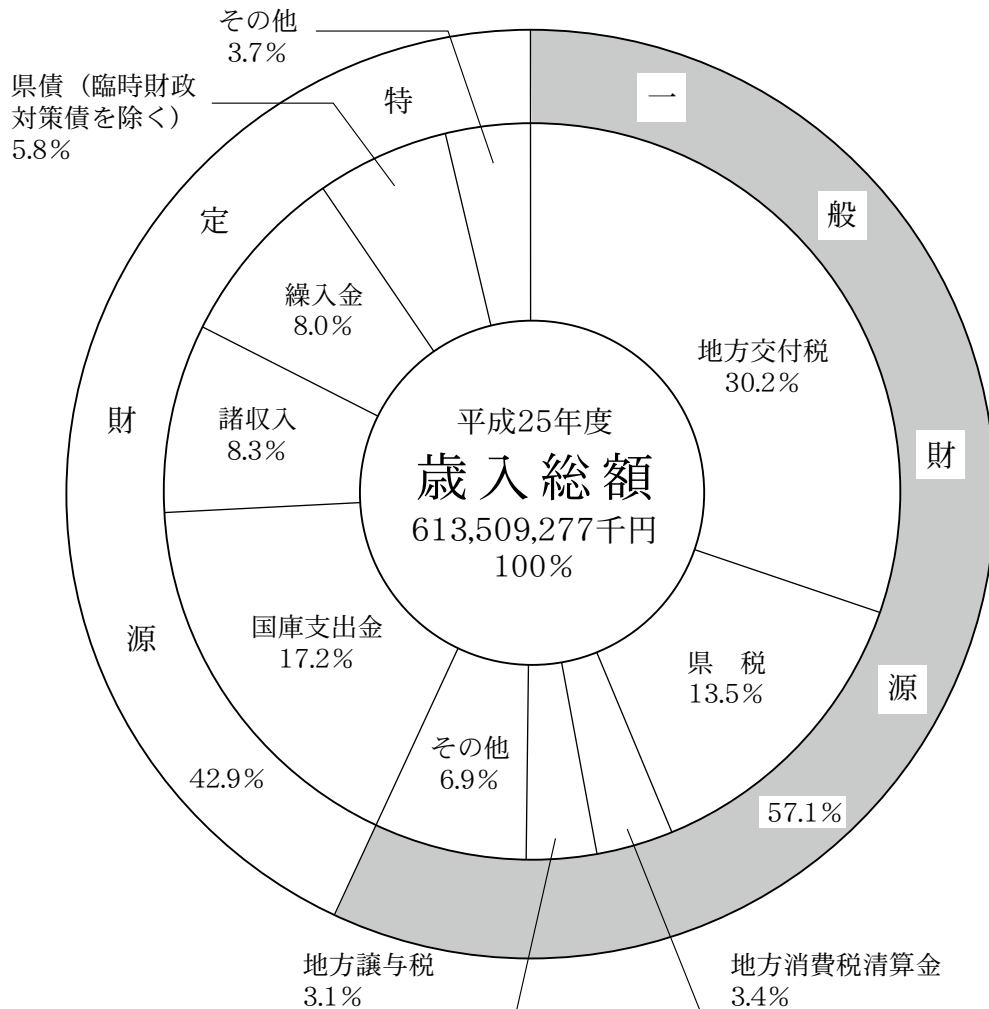 その他
3.7%
県債（臨時財政
対策債を除く）
5.8%
特
定
財
源
42.9%
一
般
財
源
57.1%
繰入金
8.0%
諸収入
8.3%
国庫支出金
17.2%
その他
6.9%
地方交付税
30.2%
県　税
13.5%
平成25年度
歳入総額
613,509,277千円
100%
地方譲与税
3.1%
地方消費税清算金
3.4%